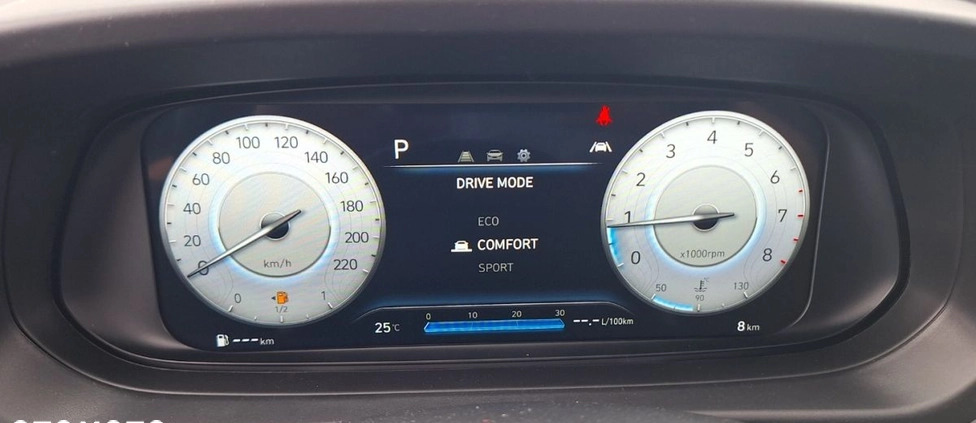 0
20
40
60
80
100
120
140
160
180
200
220
km/h
0
1/2
1
--- km
P
DRIVE MODE
ECO
COMFORT
SPORT
25°C
0 10 20 30
--.- L/100km
0
1
2
3
4
5
6
7
8
x1000rpm
50
90
130
°C
8 km